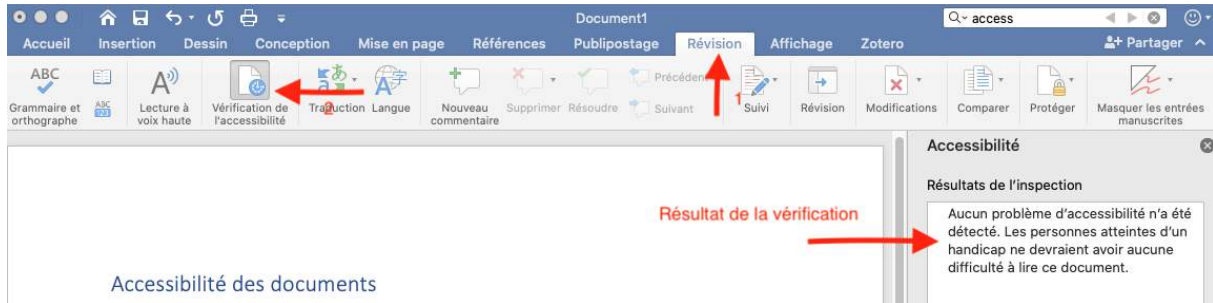 Document1
access
Accueil Insertion Dessin Conception Mise en page Références Publipostage Révision Affichage Zotero Partager
ABC
Grammaire et orthographe
ABC
Lecture à voix haute
Vérification de l'accessibilité
2
Traduction
Langue
Nouveau commentaire
Supprimer
Résoudre
Précédent
Suivant
1
Suivi
Révision
Modifications
Comparer
Protéger
Masquer les entrées manuscrites
Accessibilité
Résultats de l'inspection
Résultat de la vérification
Aucun problème d'accessibilité n'a été
détecté. Les personnes atteintes d'un
handicap ne devraient avoir aucune
difficulté à lire ce document.
Accessibilité des documents